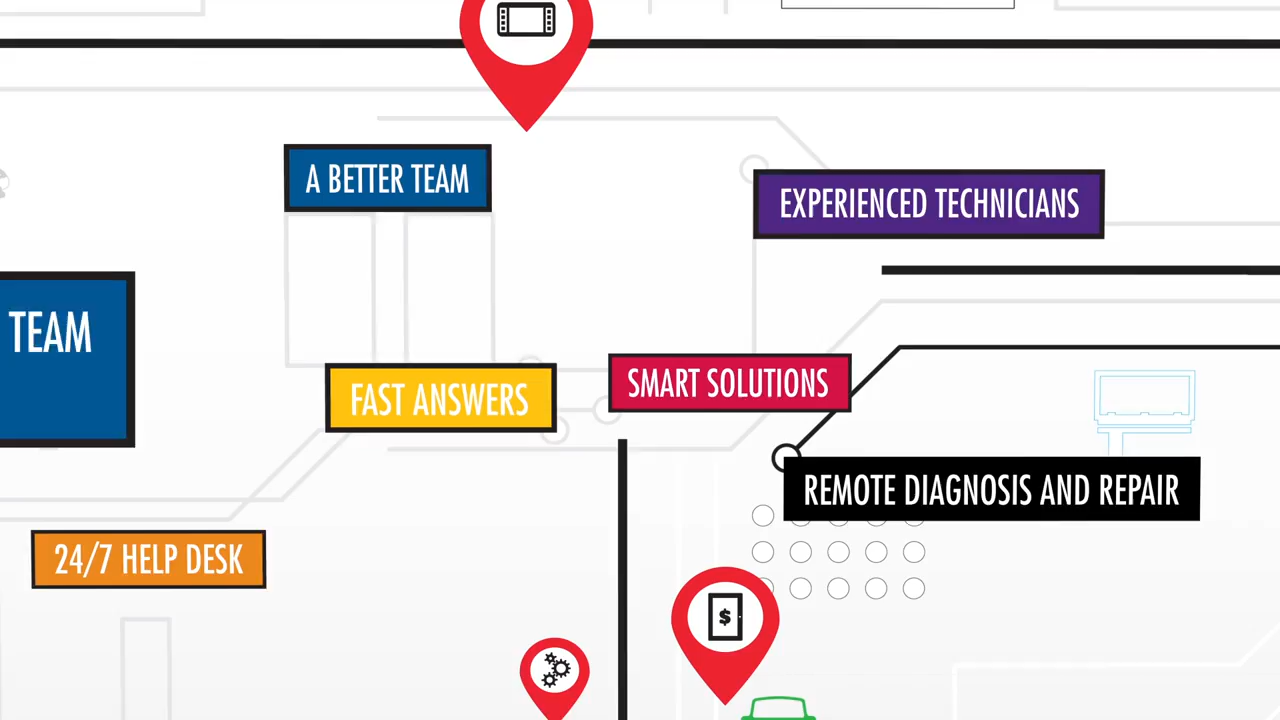 A BETTER TEAM
EXPERIENCED TECHNICIANS
TEAM
FAST ANSWERS
SMART SOLUTIONS
REMOTE DIAGNOSIS AND REPAIR
24/7 HELP DESK
$